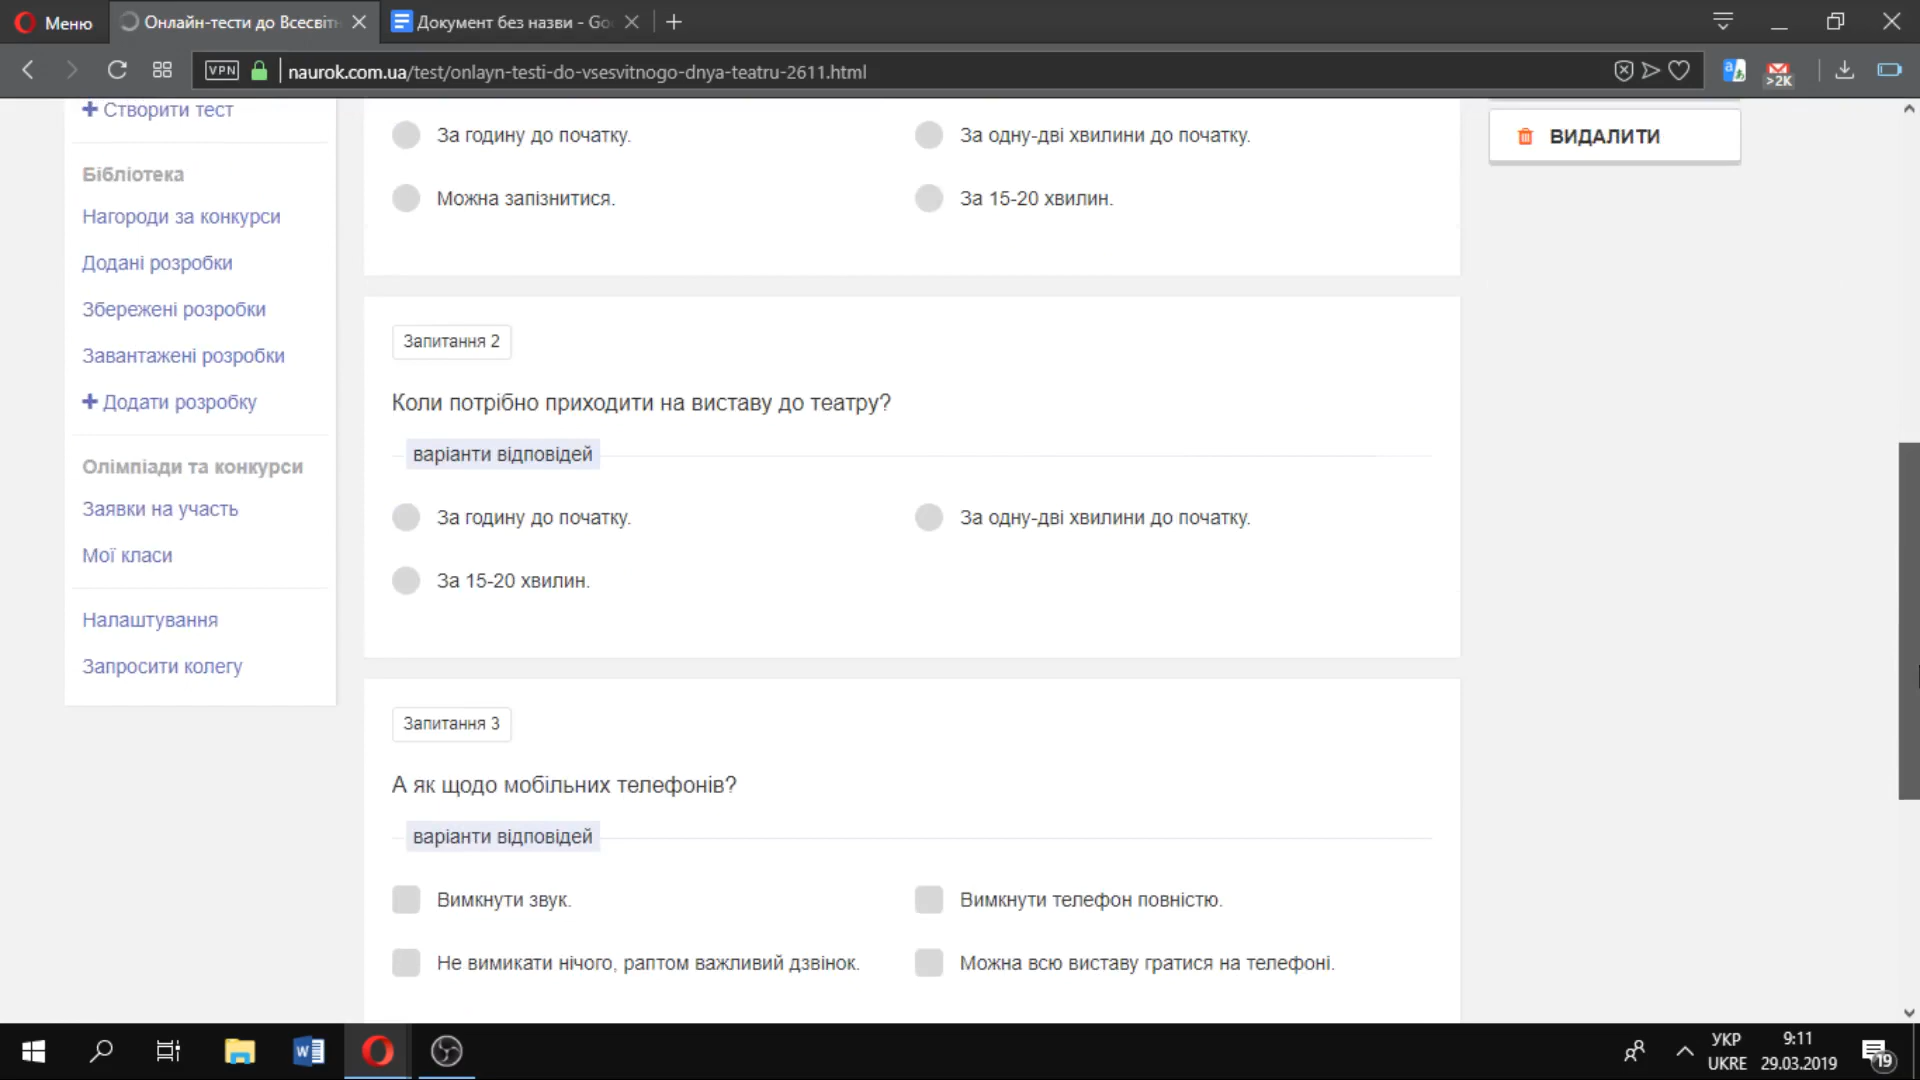 Меню
Онлайн-тести до Всесвітн
Документ без назви - Go
VPN
naurok.com.ua/test/onlayn-testi-do-vsesvitnogo-dnya-teatru-2611.html
>2K
+ Створити тест
Бібліотека
Нагороди за конкурси
Додані розробки
Збережені розробки
Завантажені розробки
+ Додати розробку
Олімпіади та конкурси
Заявки на участь
Мої класи
Налаштування
Запросити колегу
За годину до початку.
За одну-дві хвилини до початку.
Можна запізнитися.
За 15-20 хвилин.
Запитання 2
Коли потрібно приходити на виставу до театру?
варіанти відповідей
За годину до початку.
За одну-дві хвилини до початку.
За 15-20 хвилин.
Запитання 3
А як щодо мобільних телефонів?
варіанти відповідей
Вимкнути звук.
Вимкнути телефон повністю.
Не вимикати нічого, раптом важливий дзвінок.
Можна всю виставу гратися на телефоні.
ВИДАЛИТИ
УКР
UKRE
9:11
29.03.2019
19